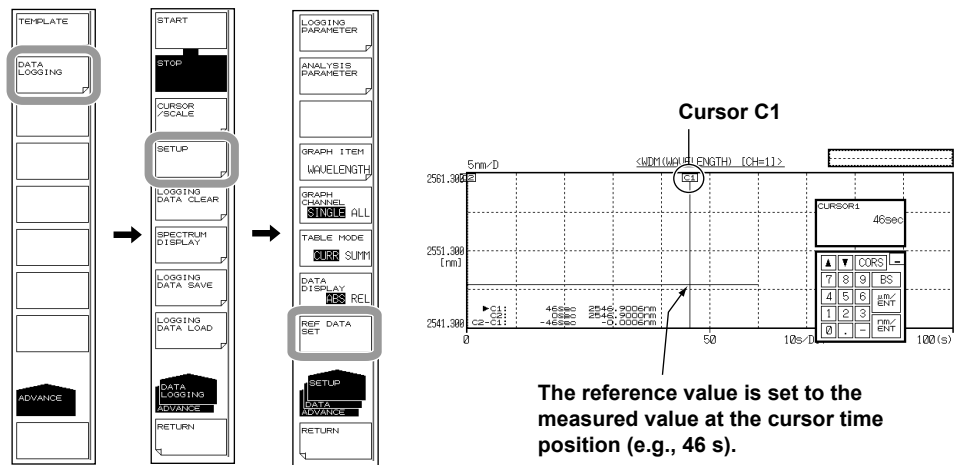 TEMPLATE
DATA
LOGGING
ADVANCE
START
STOP
CURSOR
/SCALE
SETUP
LOGGING
DATA CLEAR
SPECTRUM
DISPLAY
LOGGING
DATA SAVE
LOGGING
DATA LOAD
DATA
LOGGING
ADVANCE
RETURN
LOGGING
PARAMETER
ANALYSIS
PARAMETER
GRAPH ITEM
WAVELENGTH
GRAPH
CHANNEL
SINGLE ALL
TABLE MODE
CURR SUMM
DATA
DISPLAY
ABS REL
REF DATA
SET
SETUP
DATA
ADVANCE
RETURN
Cursor C1
5nm/D
<WDM(WAVELENGTH) [CH=1]>
2561.300
C2
C1
2551.300
[nm]
2541.300
►C1: 46sec 2546.9006nm
C2: 0sec 2546.9000nm
C2-C1: -46sec -0.0006nm
0
50
10s/D
100(s)
CURSOR1
46sec
▲ ▼ CORS -
7 8 9 BS
4 5 6 µm/ENT
1 2 3 nm/ENT
0 . -
The reference value is set to the
measured value at the cursor time
position (e.g., 46 s).